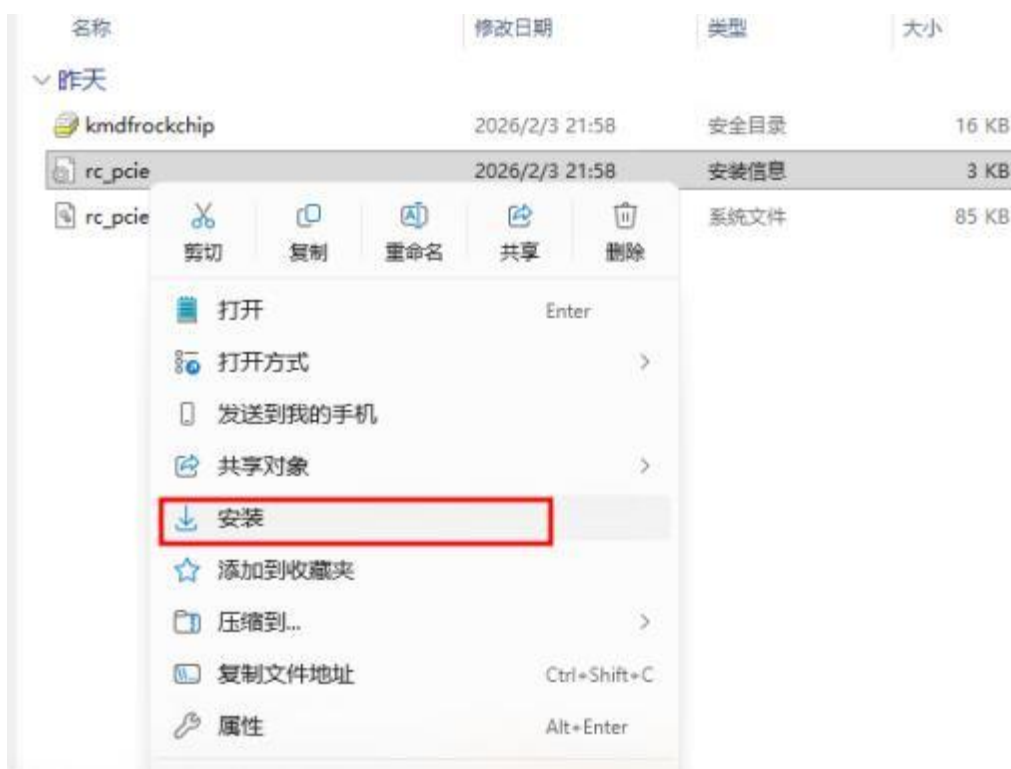 名称 修改日期 类型 大小
昨天
kmdfrockchip 2026/2/3 21:58 安全目录 16 KB
rc_pcie 2026/2/3 21:58 安装信息 3 KB
rc_pcie 系统文件 85 KB
剪切 复制 重命名 共享 删除
打开 Enter
打开方式
发送到我的手机
共享对象
安装
添加到收藏夹
压缩到...
复制文件地址 Ctrl+Shift+C
属性 Alt+Enter